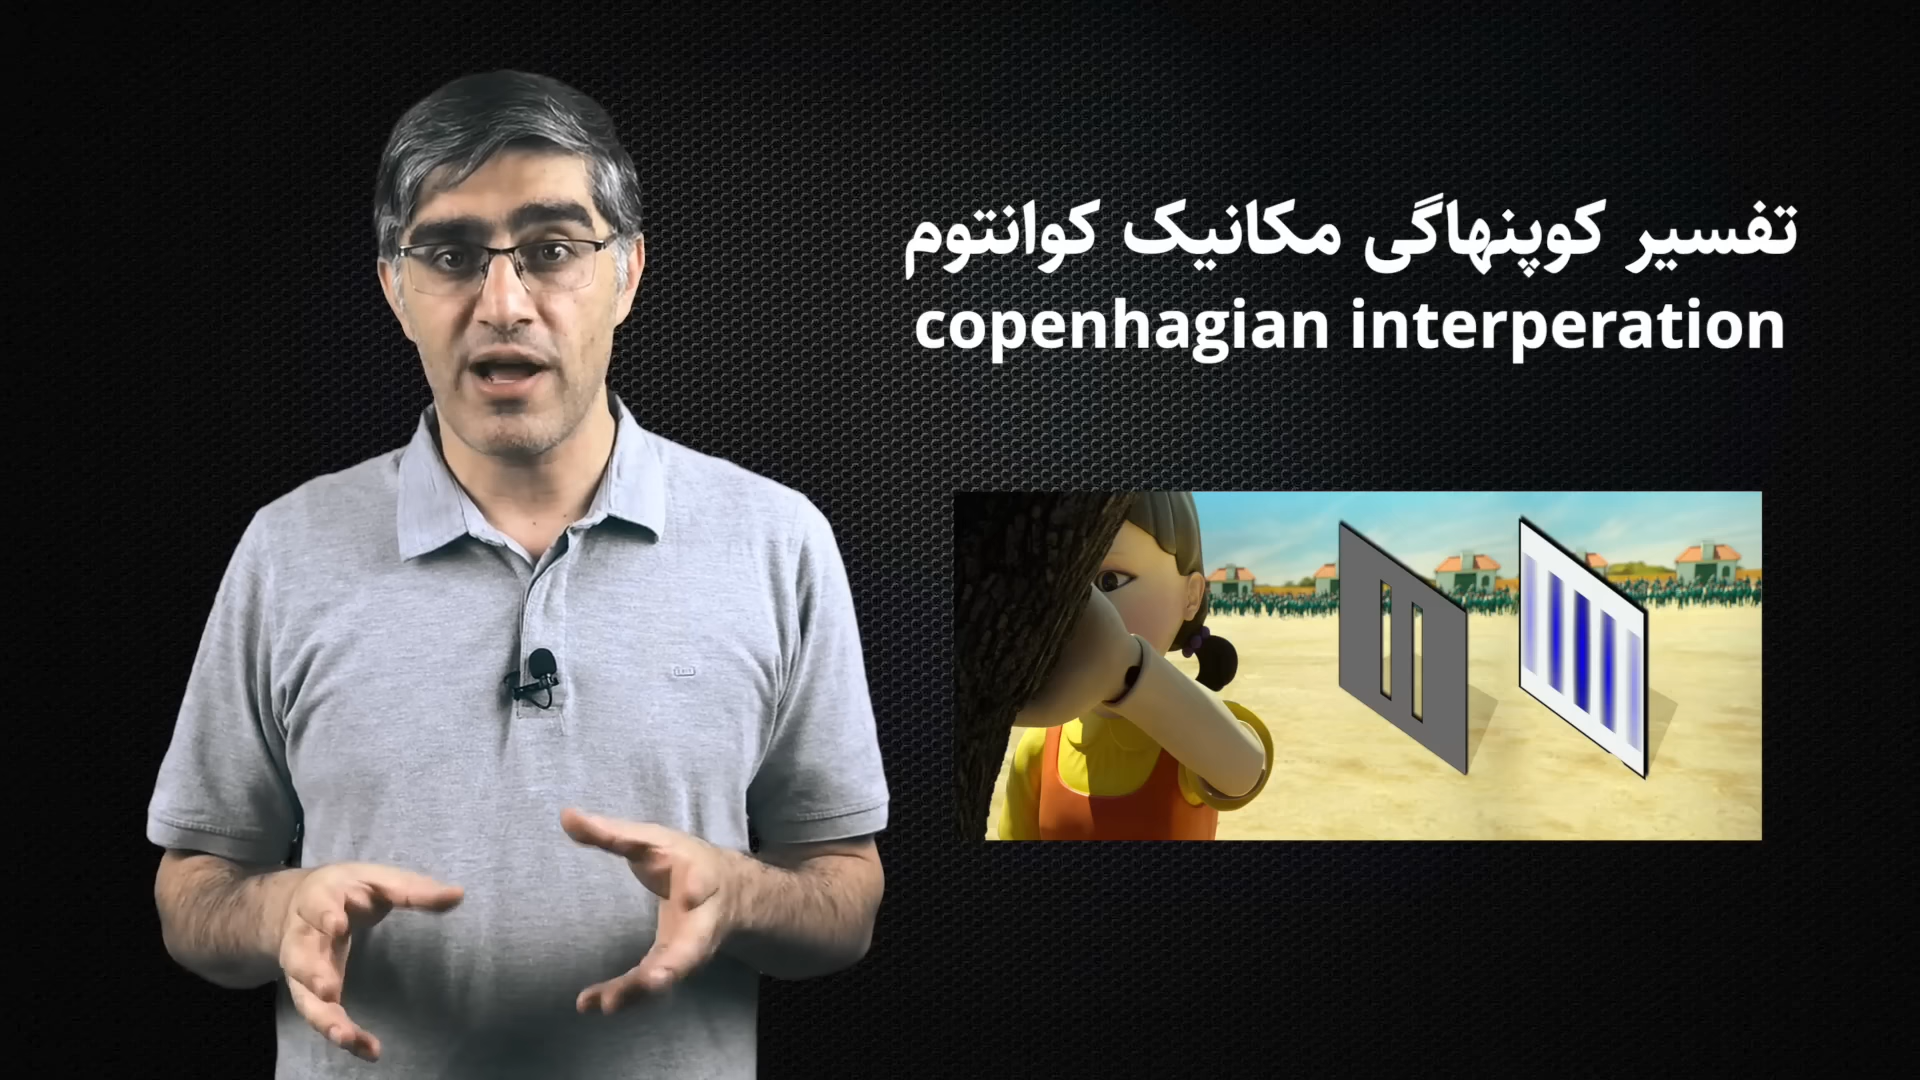 تفسیر کوپنهاگی مکانیک کوانتوم
copenhagian interperation